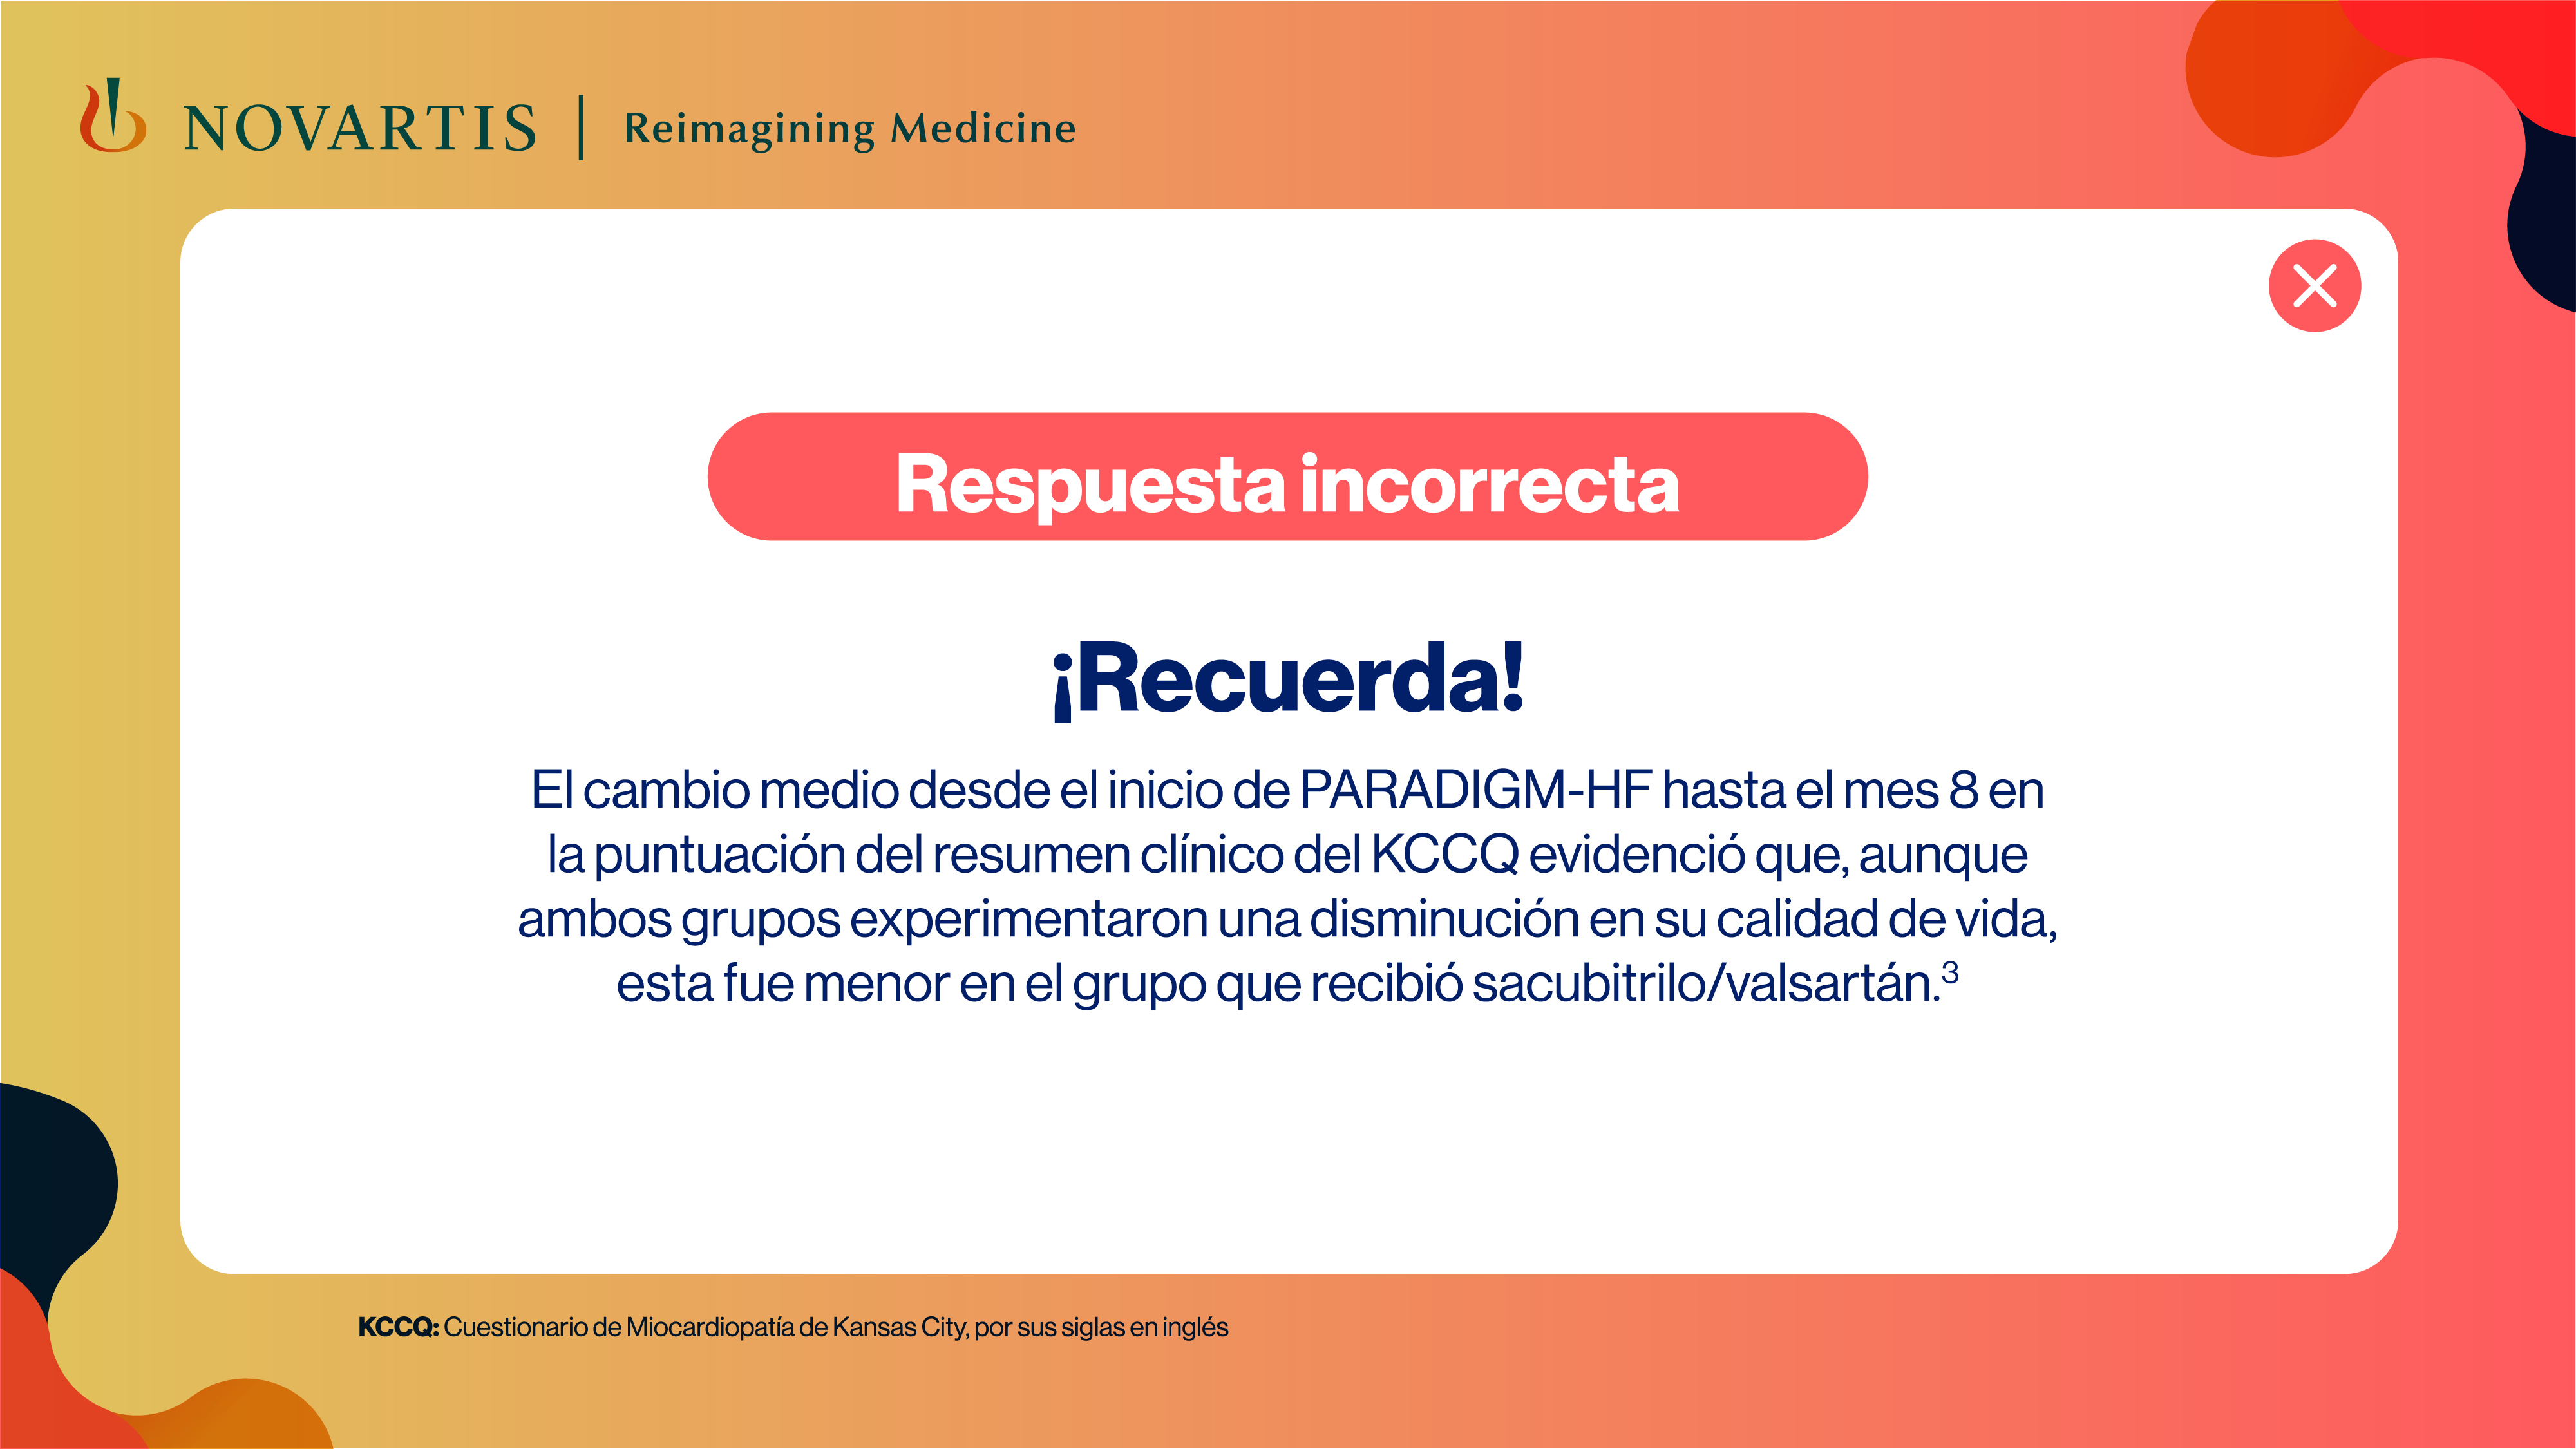 NOVARTIS | Reimagining Medicine
Respuesta incorrecta
¡Recuerda!
El cambio medio desde el inicio de PARADIGM-HF hasta el mes 8 en
la puntuación del resumen clínico del KCCQ evidenció que, aunque
ambos grupos experimentaron una disminución en su calidad de vida,
esta fue menor en el grupo que recibió sacubitrilo/valsartán.³
KCCQ: Cuestionario de Miocardiopatía de Kansas City, por sus siglas en inglés